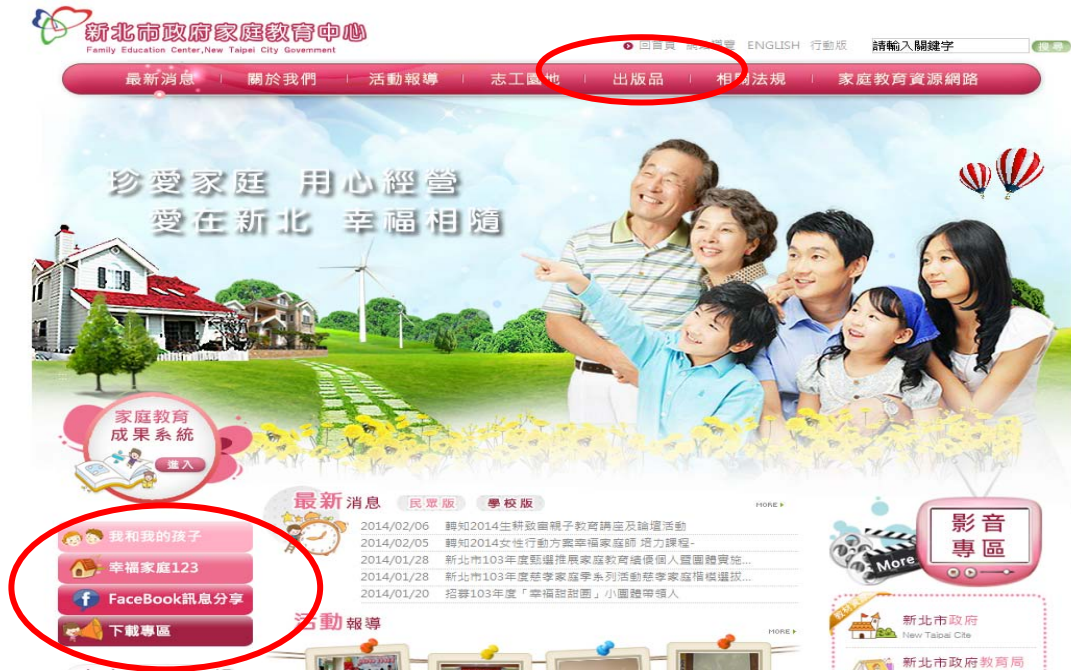 新北市政府家庭教育中心
Family Education Center,New Taipei City Government
回首頁 網站導覽 ENGLISH 行動版 請輸入關鍵字 搜尋
最新消息 關於我們 活動報導 志工園地 出版品 相關法規 家庭教育資源網路
珍愛家庭 用心經營
愛在新北 幸福相隨
家庭教育
成果系統
進入
最新消息 民眾版 學校版 MORE
2014/02/06 轉知2014生耕致富親子教育講座及論壇活動
2014/02/05 轉知2014女性行動方案幸福家庭師 培力課程-
2014/01/28 新北市103年度甄選推展家庭教育績優個人暨團體實施...
2014/01/28 新北市103年度慈孝家庭季系列活動慈孝家庭楷模選拔...
2014/01/20 招募103年度「幸福甜甜圈」小團體帶領人
我和我的孩子
幸福家庭123
FaceBook訊息分享
下載專區
活動報導 MORE
影音
專區
More
新北市政府
New Taipei Cite
新北市政府教育局